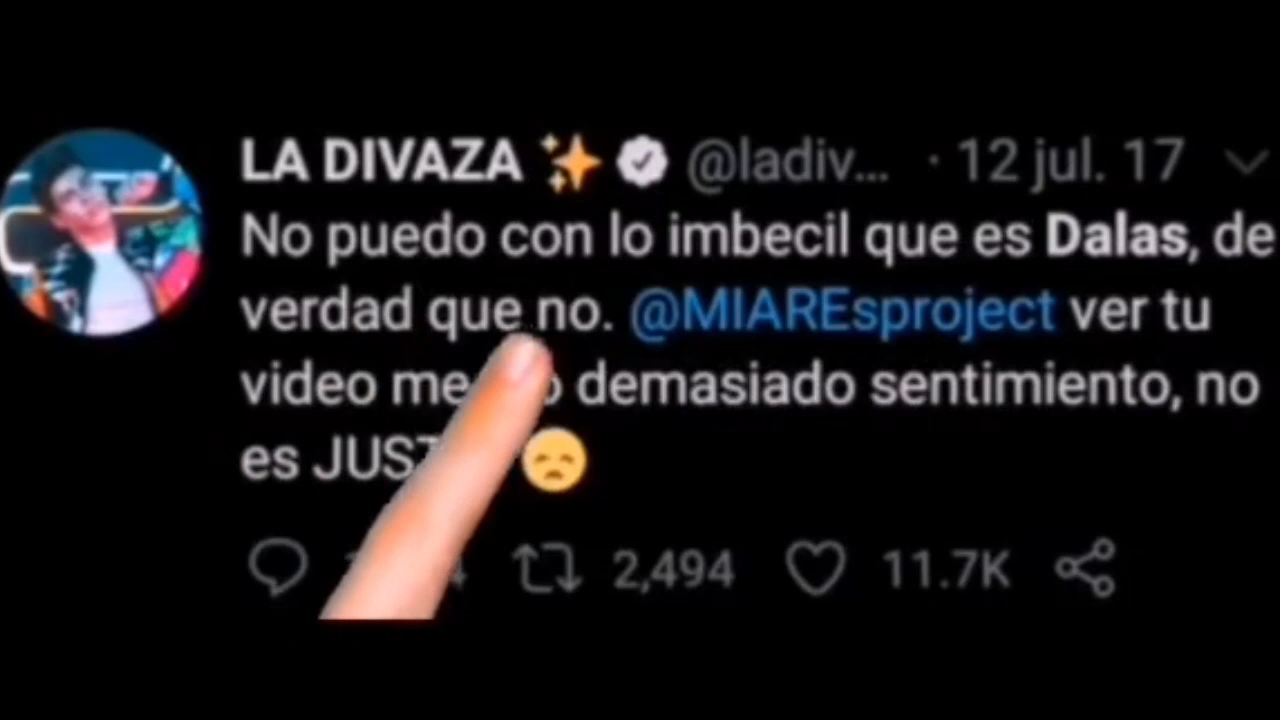 LA DIVAZA @ladiv... · 12 jul. 17
No puedo con lo imbecil que es Dalas, de
verdad que no. @MIAREsproject ver tu
video demasiado sentimiento, no
es
2,494 11.7K